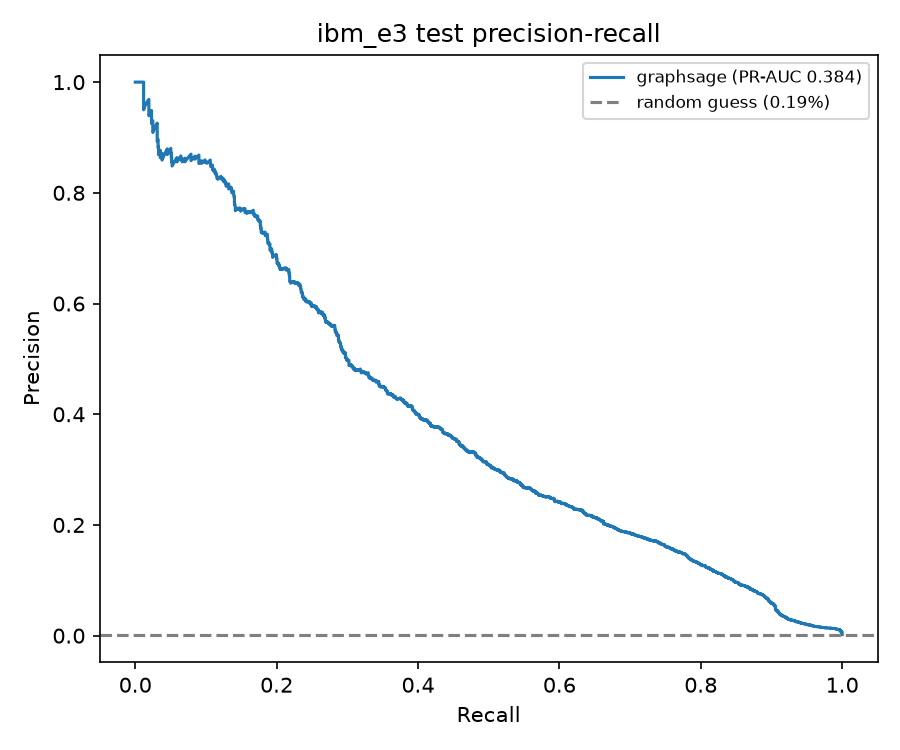 ibm_e3 test precision-recall
graphsage (PR-AUC 0.384)
random guess (0.19%)
Precision
1.0
0.8
0.6
0.4
0.2
0.0
0.0 0.2 0.4 0.6 0.8 1.0
Recall